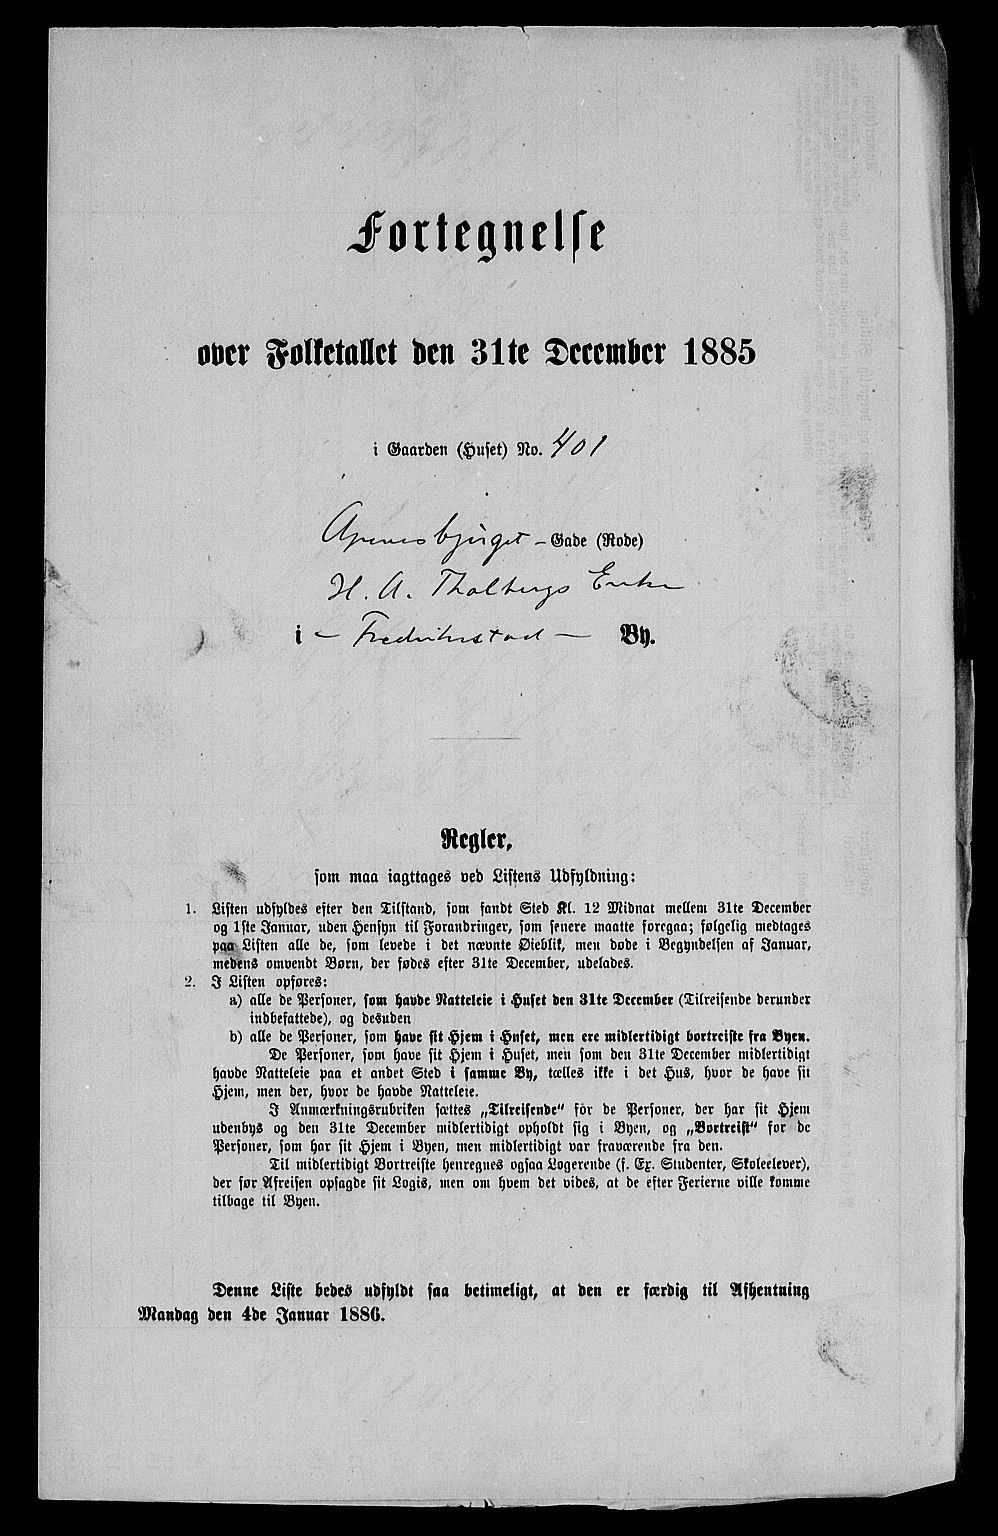 Fortegnelse
over Folketallet den 31te December 1885
i Gaarden (Huset) No. 401
Apenesbjerget - Gade (Rode)
H. A. Thalbergs Enke
i - Fredrikstad - By.
Regler,
som maa iagttages ved Listens Udfyldning:
1. Listen udfyldes efter den Tilstand, som fandt Sted Kl. 12 Midnat mellem 31te December
og 1ste Januar, uden Hensyn til Forandringer, som senere maatte foregaa; følgelig medtages
paa Listen alle de, som levede i det nævnte Øieblik, men døde i Begyndelsen af Januar,
medens omvendt Børn, der fødes efter 31te December, udelades.
2. I Listen opføres:
a) alle de Personer, som havde Natteleie i Huset den 31te December (Tilreisende derunder
indbefattede), og desuden
b) alle de Personer, som have sit Hjem i Huset, men ere midlertidigt bortreiste fra Byen.
De Personer, som have sit Hjem i Huset, men som den 31te December midlertidigt
havde Natteleie paa et andet Sted i samme By, tælles ikke i det Hus, hvor de have sit
Hjem, men der, hvor de havde Natteleie.
I Anmærkningsrubriken sættes „Tilreisende“ for de Personer, der har sit Hjem
udenbys og den 31te December midlertidigt opholdt sig i Byen, og „Bortreist“ for de
Personer, som har sit Hjem i Byen, men midlertidigt var fraværende fra den.
Til midlertidigt Bortreiste henregnes ogsaa Logerende (f. Ex. Studenter, Skoleelever),
der før Afreisen opsagde sit Logis, men om hvem det vides, at de efter Ferierne ville komme
tilbage til Byen.
Denne Liste bedes udfyldt saa betimeligt, at den er færdig til Afhentning
Mandag den 4de Januar 1886.